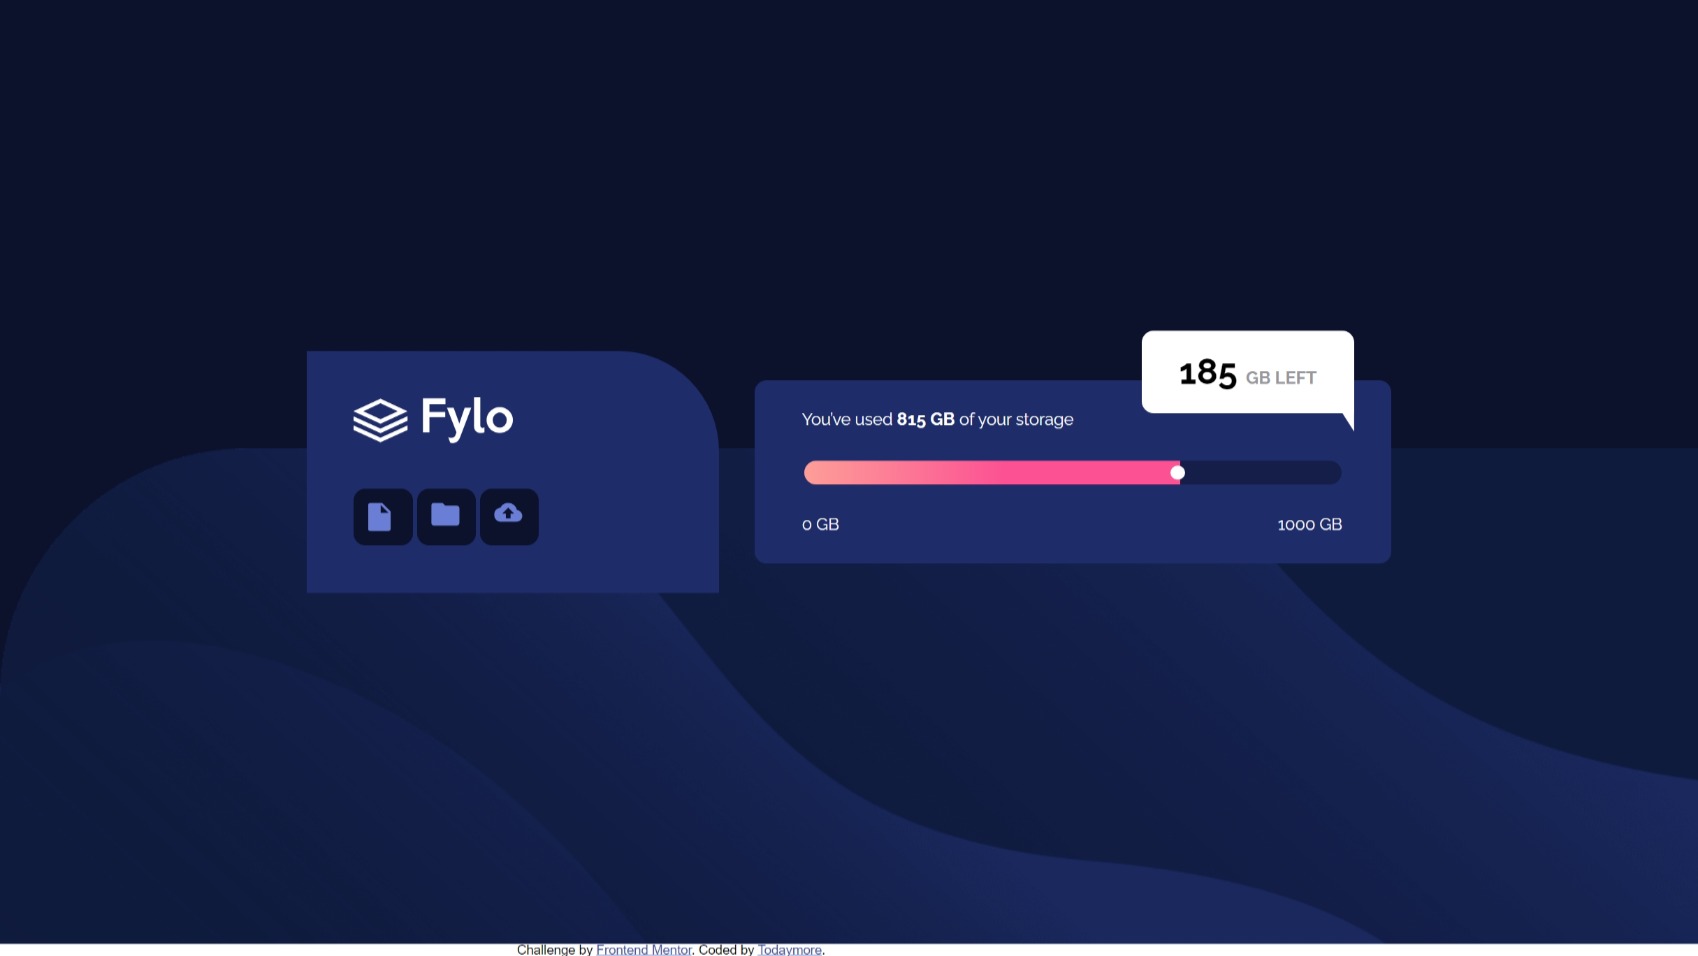 Fylo
185 GB LEFT
You've used 815 GB of your storage
0 GB 1000 GB
Challenge by Frontend Mentor. Coded by Todaymore.